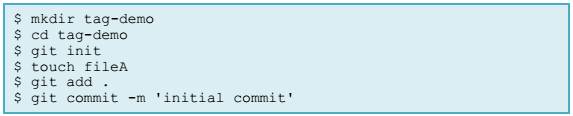 $ mkdir tag-demo
$ cd tag-demo
$ git init
$ touch fileA
$ git add .
$ git commit -m 'initial commit'